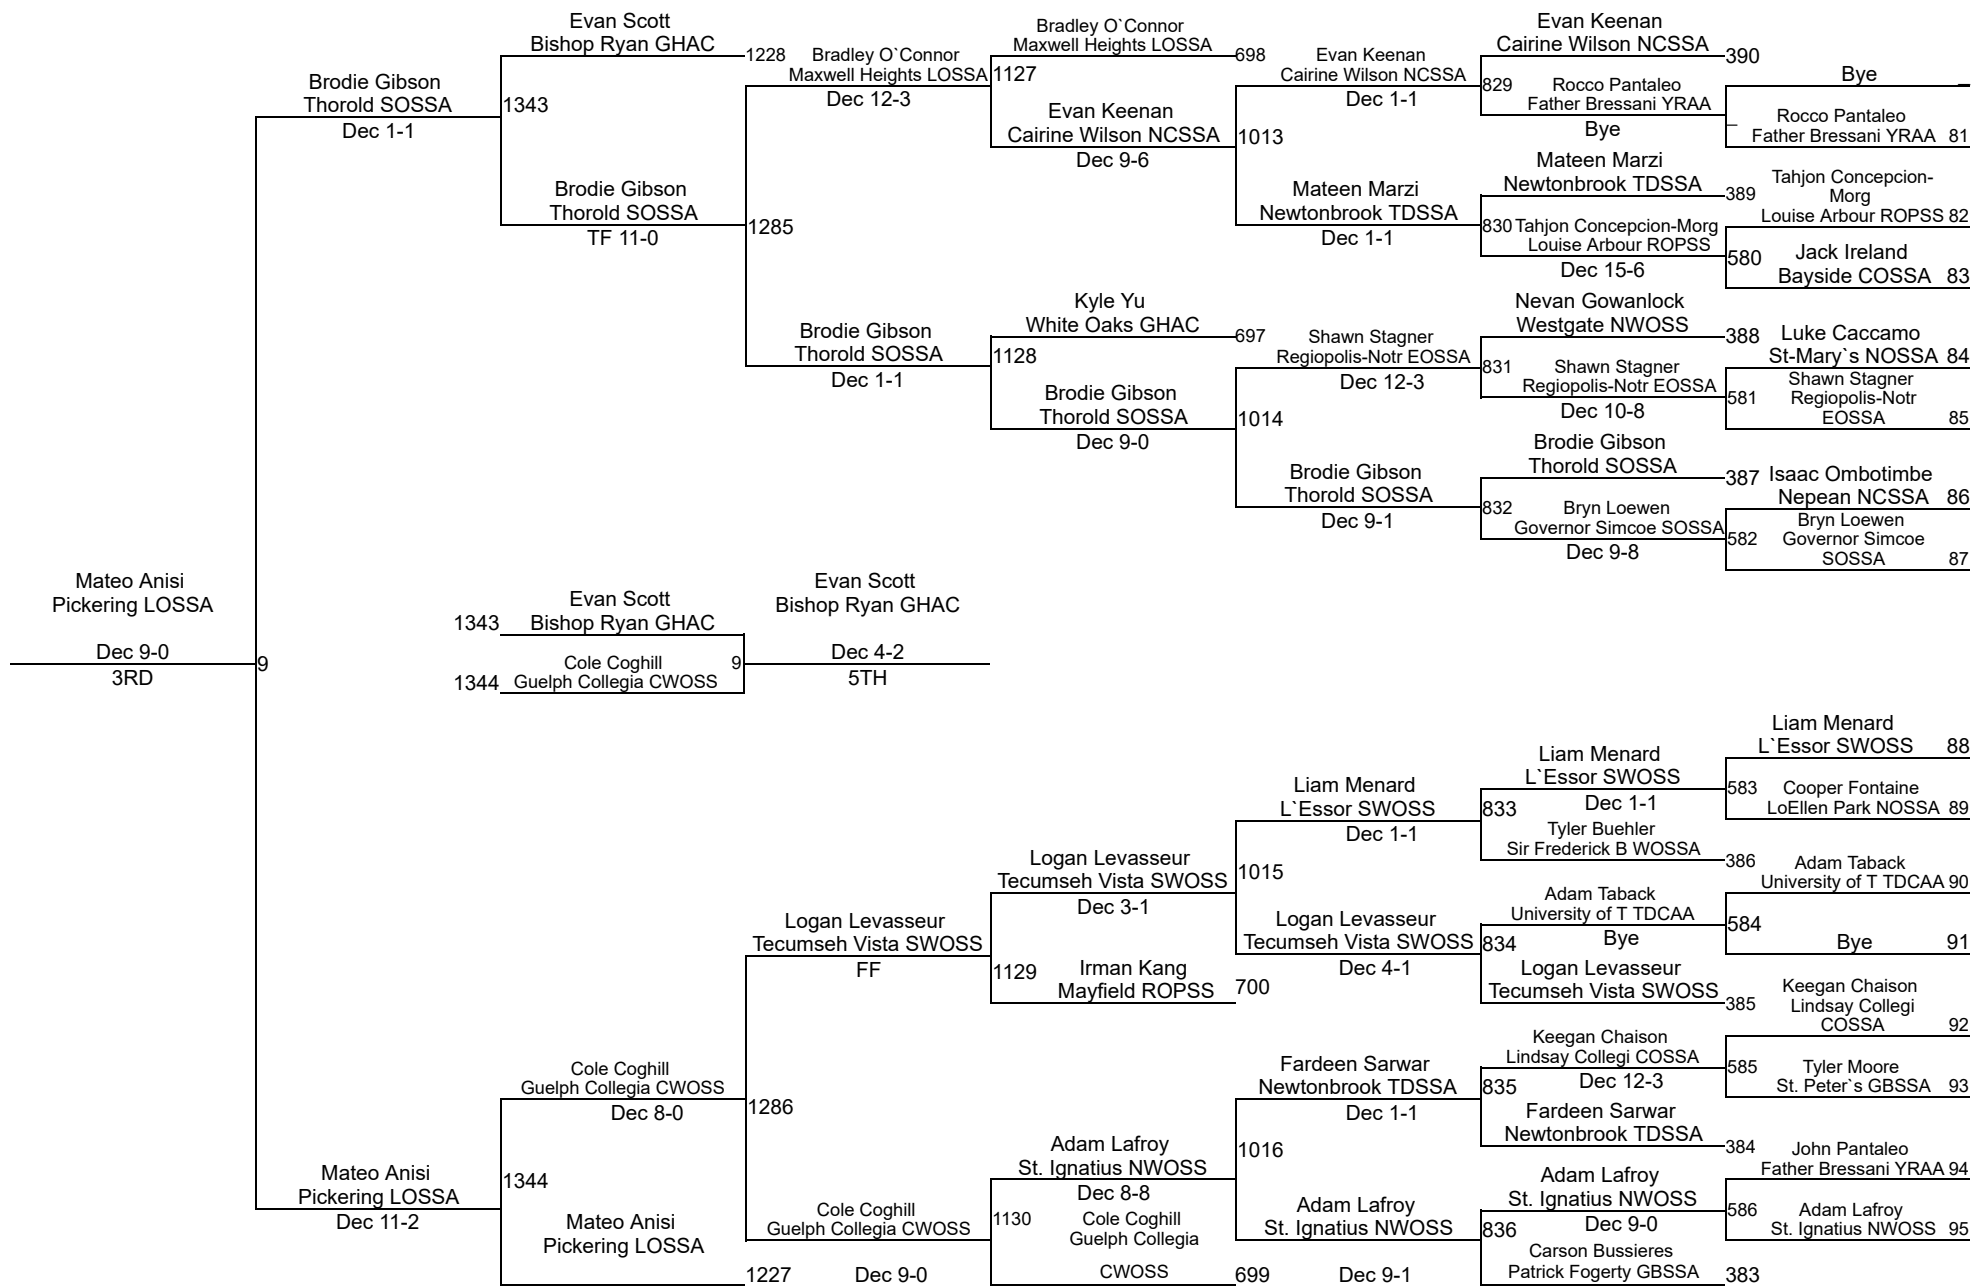 Evan Scott
Bishop Ryan GHAC
1228
Bradley O`Connor
Maxwell Heights LOSSA
Dec 12-3
Bradley O`Connor
Maxwell Heights LOSSA
698
1127
Evan Keenan
Cairine Wilson NCSSA
Dec 1-1
Evan Keenan
Cairine Wilson NCSSA
390
829
Rocco Pantaleo
Father Bressani YRAA
Bye
Bye
Rocco Pantaleo
Father Bressani YRAA 81
Brodie Gibson
Thorold SOSSA
Dec 1-1
1343
Evan Keenan
Cairine Wilson NCSSA
Dec 9-6
1013
Mateen Marzi
Newtonbrook TDSSA
389
Tahjon Concepcion-
Morg
Louise Arbour ROPSS 82
Brodie Gibson
Thorold SOSSA
TF 11-0
1285
Mateen Marzi
Newtonbrook TDSSA
Dec 1-1
830
Tahjon Concepcion-Morg
Louise Arbour ROPSS
Dec 15-6
580
Jack Ireland
Bayside COSSA 83
Kyle Yu
White Oaks GHAC
697
Nevan Gowanlock
Westgate NWOSS
388
Luke Caccamo
St-Mary`s NOSSA 84
Brodie Gibson
Thorold SOSSA
Dec 1-1
1128
Shawn Stagner
Regiopolis-Notr EOSSA
Dec 12-3
831
Shawn Stagner
Regiopolis-Notr EOSSA
Dec 10-8
581
Shawn Stagner
Regiopolis-Notr
EOSSA 85
Brodie Gibson
Thorold SOSSA
Dec 9-0
1014
Brodie Gibson
Thorold SOSSA
387
Isaac Ombotimbe
Nepean NCSSA 86
Brodie Gibson
Thorold SOSSA
Dec 9-1
832
Bryn Loewen
Governor Simcoe SOSSA
Dec 9-8
582
Bryn Loewen
Governor Simcoe
SOSSA 87
Mateo Anisi
Pickering LOSSA
Dec 9-0
3RD
9
1343
Evan Scott
Bishop Ryan GHAC
1344
Cole Coghill
Guelph Collegia CWOSS
9
Evan Scott
Bishop Ryan GHAC
Dec 4-2
5TH
Liam Menard
L`Essor SWOSS 88
Liam Menard
L`Essor SWOSS
Dec 1-1
583
Cooper Fontaine
LoEllen Park NOSSA 89
Liam Menard
L`Essor SWOSS
Dec 1-1
833
Tyler Buehler
Sir Frederick B WOSSA
386
Adam Taback
University of T TDCAA 90
Logan Levasseur
Tecumseh Vista SWOSS
Dec 3-1
1015
Adam Taback
University of T TDCAA
Bye
584
Bye 91
Logan Levasseur
Tecumseh Vista SWOSS
FF
Logan Levasseur
Tecumseh Vista SWOSS
Dec 4-1
834
Logan Levasseur
Tecumseh Vista SWOSS
385
1129
Irman Kang
Mayfield ROPSS
700
Keegan Chaison
Lindsay Collegi
COSSA 92
Keegan Chaison
Lindsay Collegi COSSA
Dec 12-3
585
Tyler Moore
St. Peter`s GBSSA 93
Cole Coghill
Guelph Collegia CWOSS
Dec 8-0
1286
Fardeen Sarwar
Newtonbrook TDSSA
Dec 1-1
835
Fardeen Sarwar
Newtonbrook TDSSA
384
John Pantaleo
Father Bressani YRAA 94
Mateo Anisi
Pickering LOSSA
Dec 11-2
1344
Adam Lafroy
St. Ignatius NWOSS
Dec 8-8
1016
Adam Lafroy
St. Ignatius NWOSS
Dec 9-0
586
Adam Lafroy
St. Ignatius NWOSS 95
Mateo Anisi
Pickering LOSSA
1227
Cole Coghill
Guelph Collegia CWOSS
Dec 9-0
1130
Cole Coghill
Guelph Collegia
CWOSS
699
Adam Lafroy
St. Ignatius NWOSS
Dec 9-1
836
Carson Bussieres
Patrick Fogerty GBSSA
383